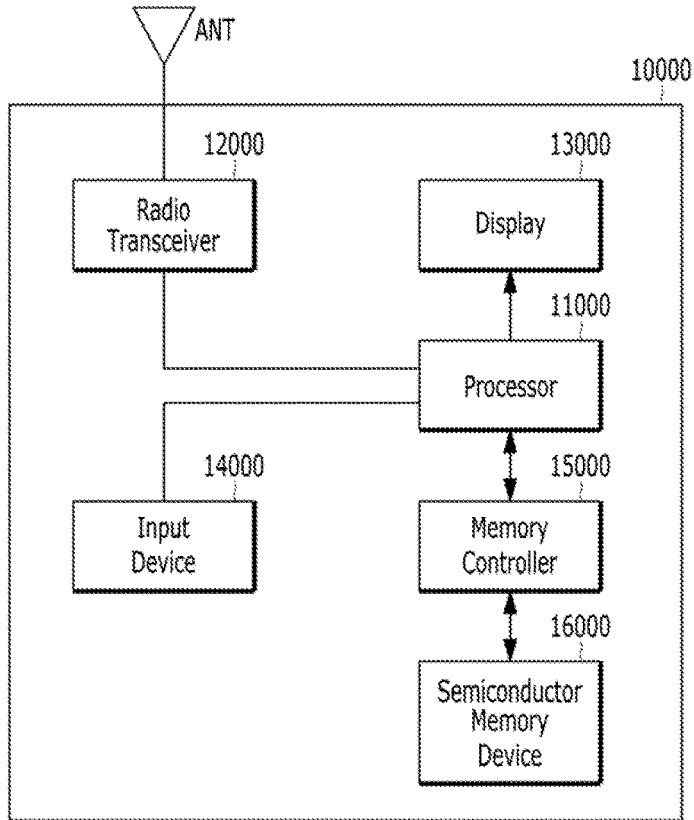 ANT
10000
12000
Radio
Transceiver
13000
Display
11000
Processor
14000
Input
Device
15000
Memory
Controller
16000
Semiconductor
Memory
Device